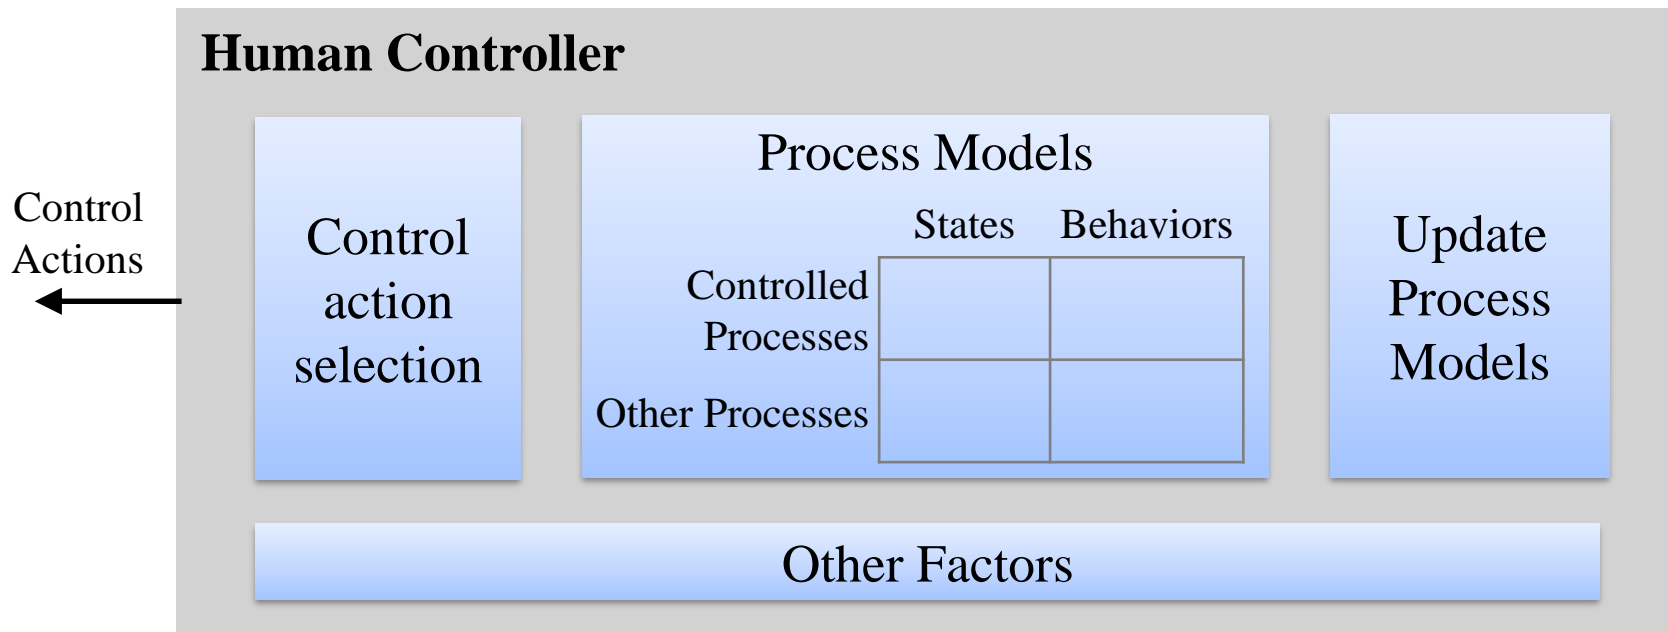 Human Controller
Control
Actions
Control
action
selection
Process Models
States Behaviors
Controlled
Processes
Other Processes
Update
Process
Models
Other Factors